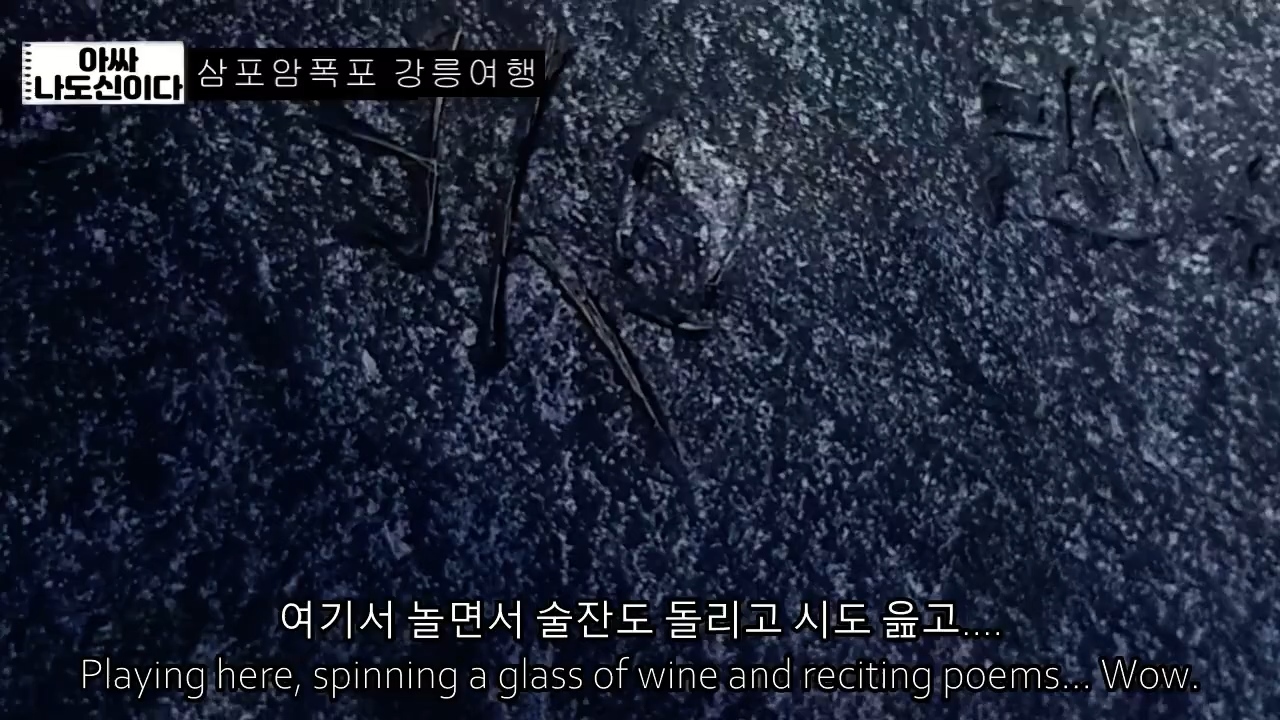 아싸
나도신이다
삼포암폭포 강릉여행
여기서 놀면서 술잔도 돌리고 시도 읊고....
Playing here, spinning a glass of wine and reciting poems... Wow.